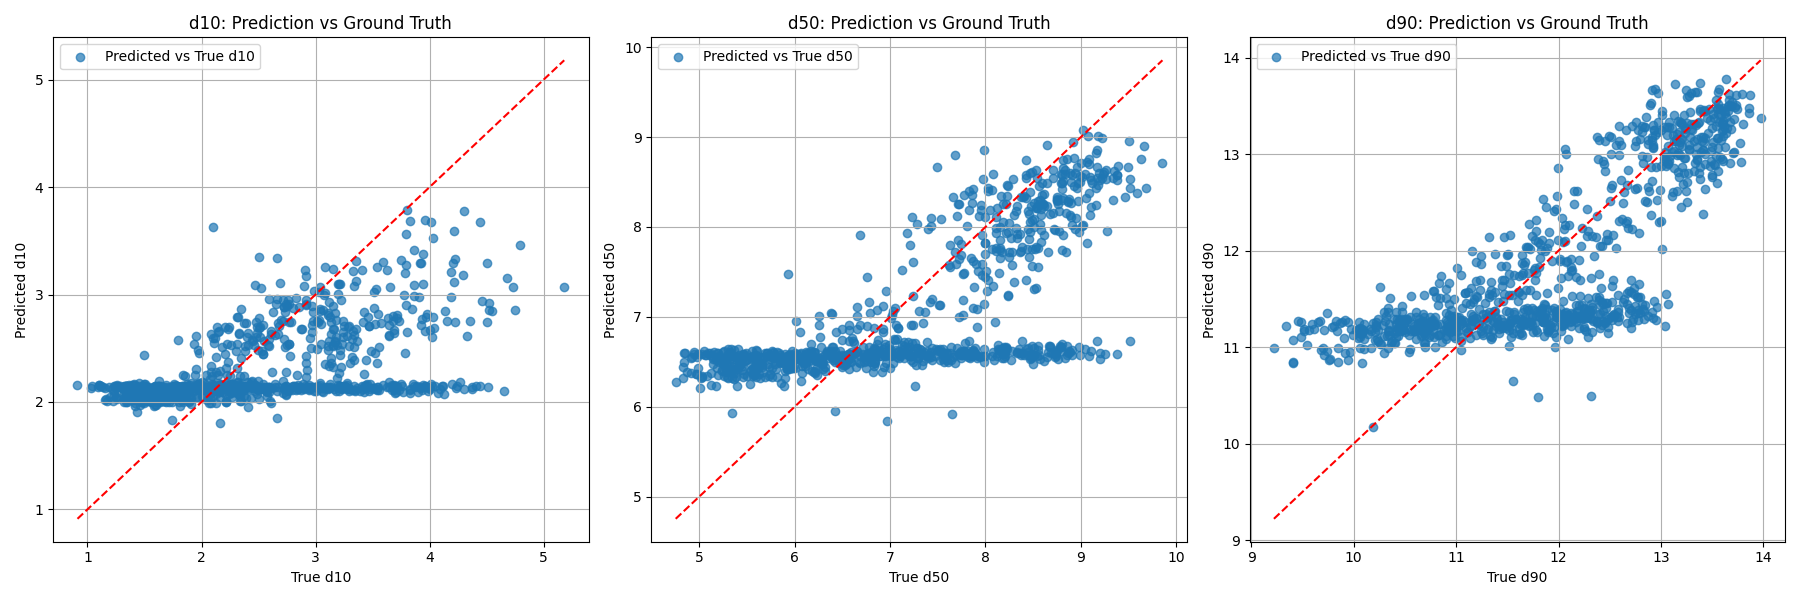 d10: Prediction vs Ground Truth
Predicted vs True d10
Predicted d10
5
4
3
2
1
1 2 3 4 5
True d10
d50: Prediction vs Ground Truth
Predicted vs True d50
Predicted d50
10
9
8
7
6
5
5 6 7 8 9 10
True d50
d90: Prediction vs Ground Truth
Predicted vs True d90
Predicted d90
14
13
12
11
10
9
9 10 11 12 13 14
True d90